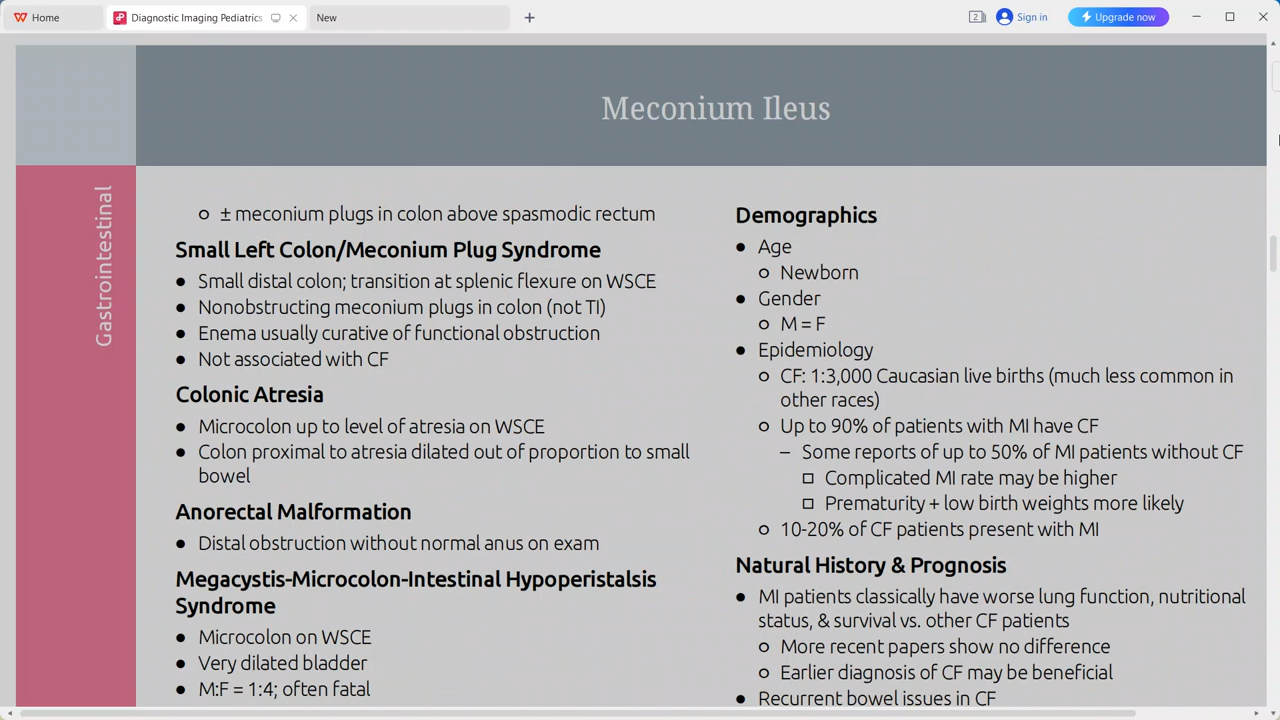 Home
Diagnostic Imaging Pediatrics
New
2
Sign in
Upgrade now
Meconium Ileus
Gastrointestinal
± meconium plugs in colon above spasmodic rectum
Small Left Colon/Meconium Plug Syndrome
Small distal colon; transition at splenic flexure on WSCE
Nonobstructing meconium plugs in colon (not TI)
Enema usually curative of functional obstruction
Not associated with CF
Colonic Atresia
Microcolon up to level of atresia on WSCE
Colon proximal to atresia dilated out of proportion to small
bowel
Anorectal Malformation
Distal obstruction without normal anus on exam
Megacystis-Microcolon-Intestinal Hypoperistalsis
Syndrome
Microcolon on WSCE
Very dilated bladder
M:F = 1:4; often fatal
Demographics
Age
Newborn
Gender
M = F
Epidemiology
CF: 1:3,000 Caucasian live births (much less common in
other races)
Up to 90% of patients with MI have CF
– Some reports of up to 50% of MI patients without CF
Complicated MI rate may be higher
Prematurity + low birth weights more likely
10-20% of CF patients present with MI
Natural History & Prognosis
MI patients classically have worse lung function, nutritional
status, & survival vs. other CF patients
More recent papers show no difference
Earlier diagnosis of CF may be beneficial
Recurrent bowel issues in CF